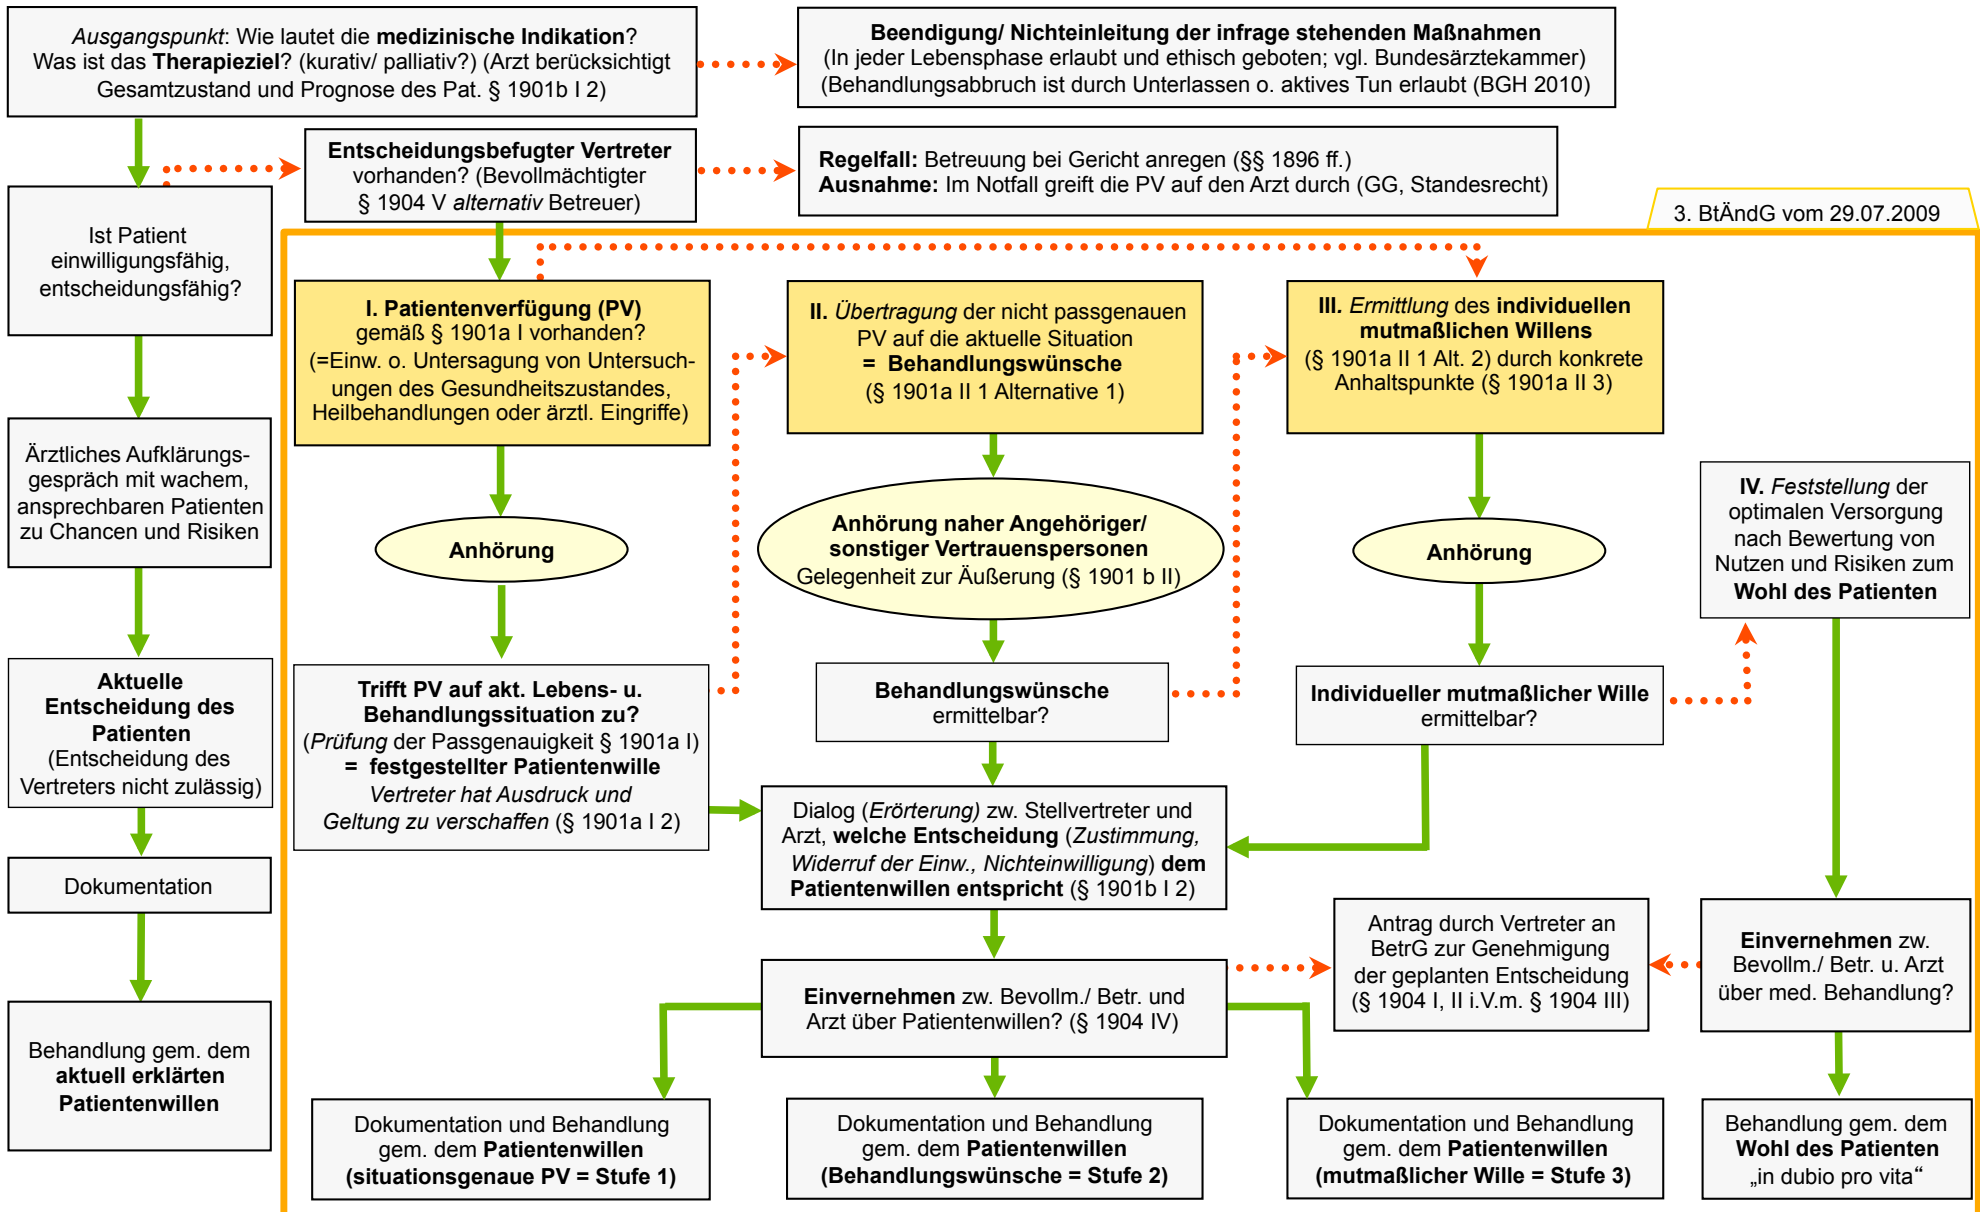 Ausgangspunkt: Wie lautet die medizinische Indikation?
Was ist das Therapieziel? (kurativ/ palliativ?) (Arzt berücksichtigt
Gesamtzustand und Prognose des Pat. § 1901b I 2)
Beendigung/ Nichteinleitung der infrage stehenden Maßnahmen
(In jeder Lebensphase erlaubt und ethisch geboten; vgl. Bundesärztekammer)
(Behandlungsabbruch ist durch Unterlassen o. aktives Tun erlaubt (BGH 2010)
Entscheidungsbefugter Vertreter
vorhanden? (Bevollmächtigter
§ 1904 V alternativ Betreuer)
Regelfall: Betreuung bei Gericht anregen (§§ 1896 ff.)
Ausnahme: Im Notfall greift die PV auf den Arzt durch (GG, Standesrecht)
3. BtÄndG vom 29.07.2009
Ist Patient
einwilligungsfähig,
entscheidungsfähig?
Ärztliches Aufklärungs-
gespräch mit wachem,
ansprechbaren Patienten
zu Chancen und Risiken
Aktuelle
Entscheidung des
Patienten
(Entscheidung des
Vertreters nicht zulässig)
Dokumentation
Behandlung gem. dem
aktuell erklärten
Patientenwillen
I. Patientenverfügung (PV)
gemäß § 1901a I vorhanden?
(=Einw. o. Untersagung von Untersuch-
ungen des Gesundheitszustandes,
Heilbehandlungen oder ärztl. Eingriffe)
Anhörung
Trifft PV auf akt. Lebens- u.
Behandlungssituation zu?
(Prüfung der Passgenauigkeit § 1901a I)
= festgestellter Patientenwille
Vertreter hat Ausdruck und
Geltung zu verschaffen (§ 1901a I 2)
II. Übertragung der nicht passgenauen
PV auf die aktuelle Situation
= Behandlungswünsche
(§ 1901a II 1 Alternative 1)
Anhörung naher Angehöriger/
sonstiger Vertrauenspersonen
Gelegenheit zur Äußerung (§ 1901 b II)
Behandlungswünsche
ermittelbar?
III. Ermittlung des individuellen
mutmaßlichen Willens
(§ 1901a II 1 Alt. 2) durch konkrete
Anhaltspunkte (§ 1901a II 3)
Anhörung
Individueller mutmaßlicher Wille
ermittelbar?
IV. Feststellung der
optimalen Versorgung
nach Bewertung von
Nutzen und Risiken zum
Wohl des Patienten
Dialog (Erörterung) zw. Stellvertreter und
Arzt, welche Entscheidung (Zustimmung,
Widerruf der Einw., Nichteinwilligung) dem
Patientenwillen entspricht (§ 1901b I 2)
Einvernehmen zw. Bevollm./ Betr. und
Arzt über Patientenwillen? (§ 1904 IV)
Antrag durch Vertreter an
BetrG zur Genehmigung
der geplanten Entscheidung
(§ 1904 I, II i.V.m. § 1904 III)
Einvernehmen zw.
Bevollm./ Betr. u. Arzt
über med. Behandlung?
Dokumentation und Behandlung
gem. dem Patientenwillen
(situationsgenaue PV = Stufe 1)
Dokumentation und Behandlung
gem. dem Patientenwillen
(Behandlungswünsche = Stufe 2)
Dokumentation und Behandlung
gem. dem Patientenwillen
(mutmaßlicher Wille = Stufe 3)
Behandlung gem. dem
Wohl des Patienten
„in dubio pro vita“